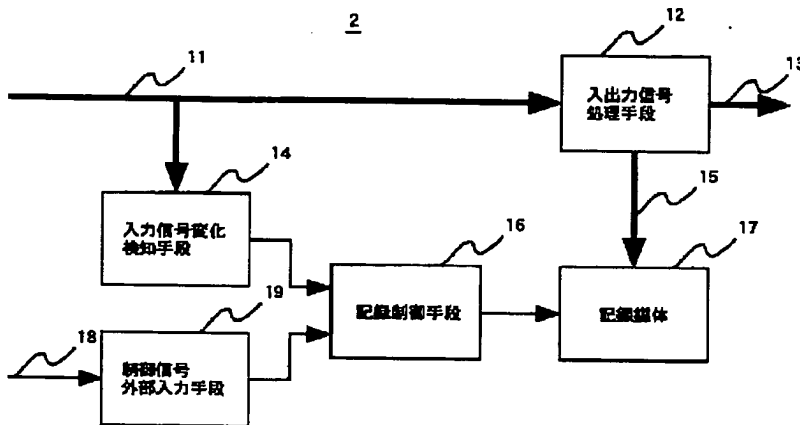 2
11
12
13
入出力信号
処理手段
14
15
入力信号変化
検知手段
16
17
記録制御手段
記録媒体
18
19
制御信号
外部入力手段